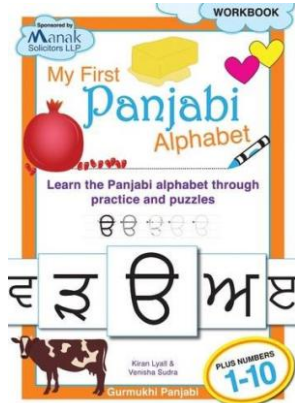 WORKBOOK
Sponsored by
Manak
Solicitors LLP
My First
Panjabi
Alphabet
Learn the Panjabi alphabet through
practice and puzzles
ੳ ੳ ੳ ੳ ੳ
ਵ ੜ ੳ ਅ ੲ
Kiran Lyall &
Venisha Sudra
PLUS NUMBERS
1-10
Gurmukhi Panjabi